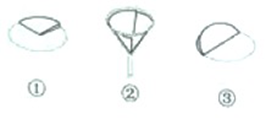 ① ② ③